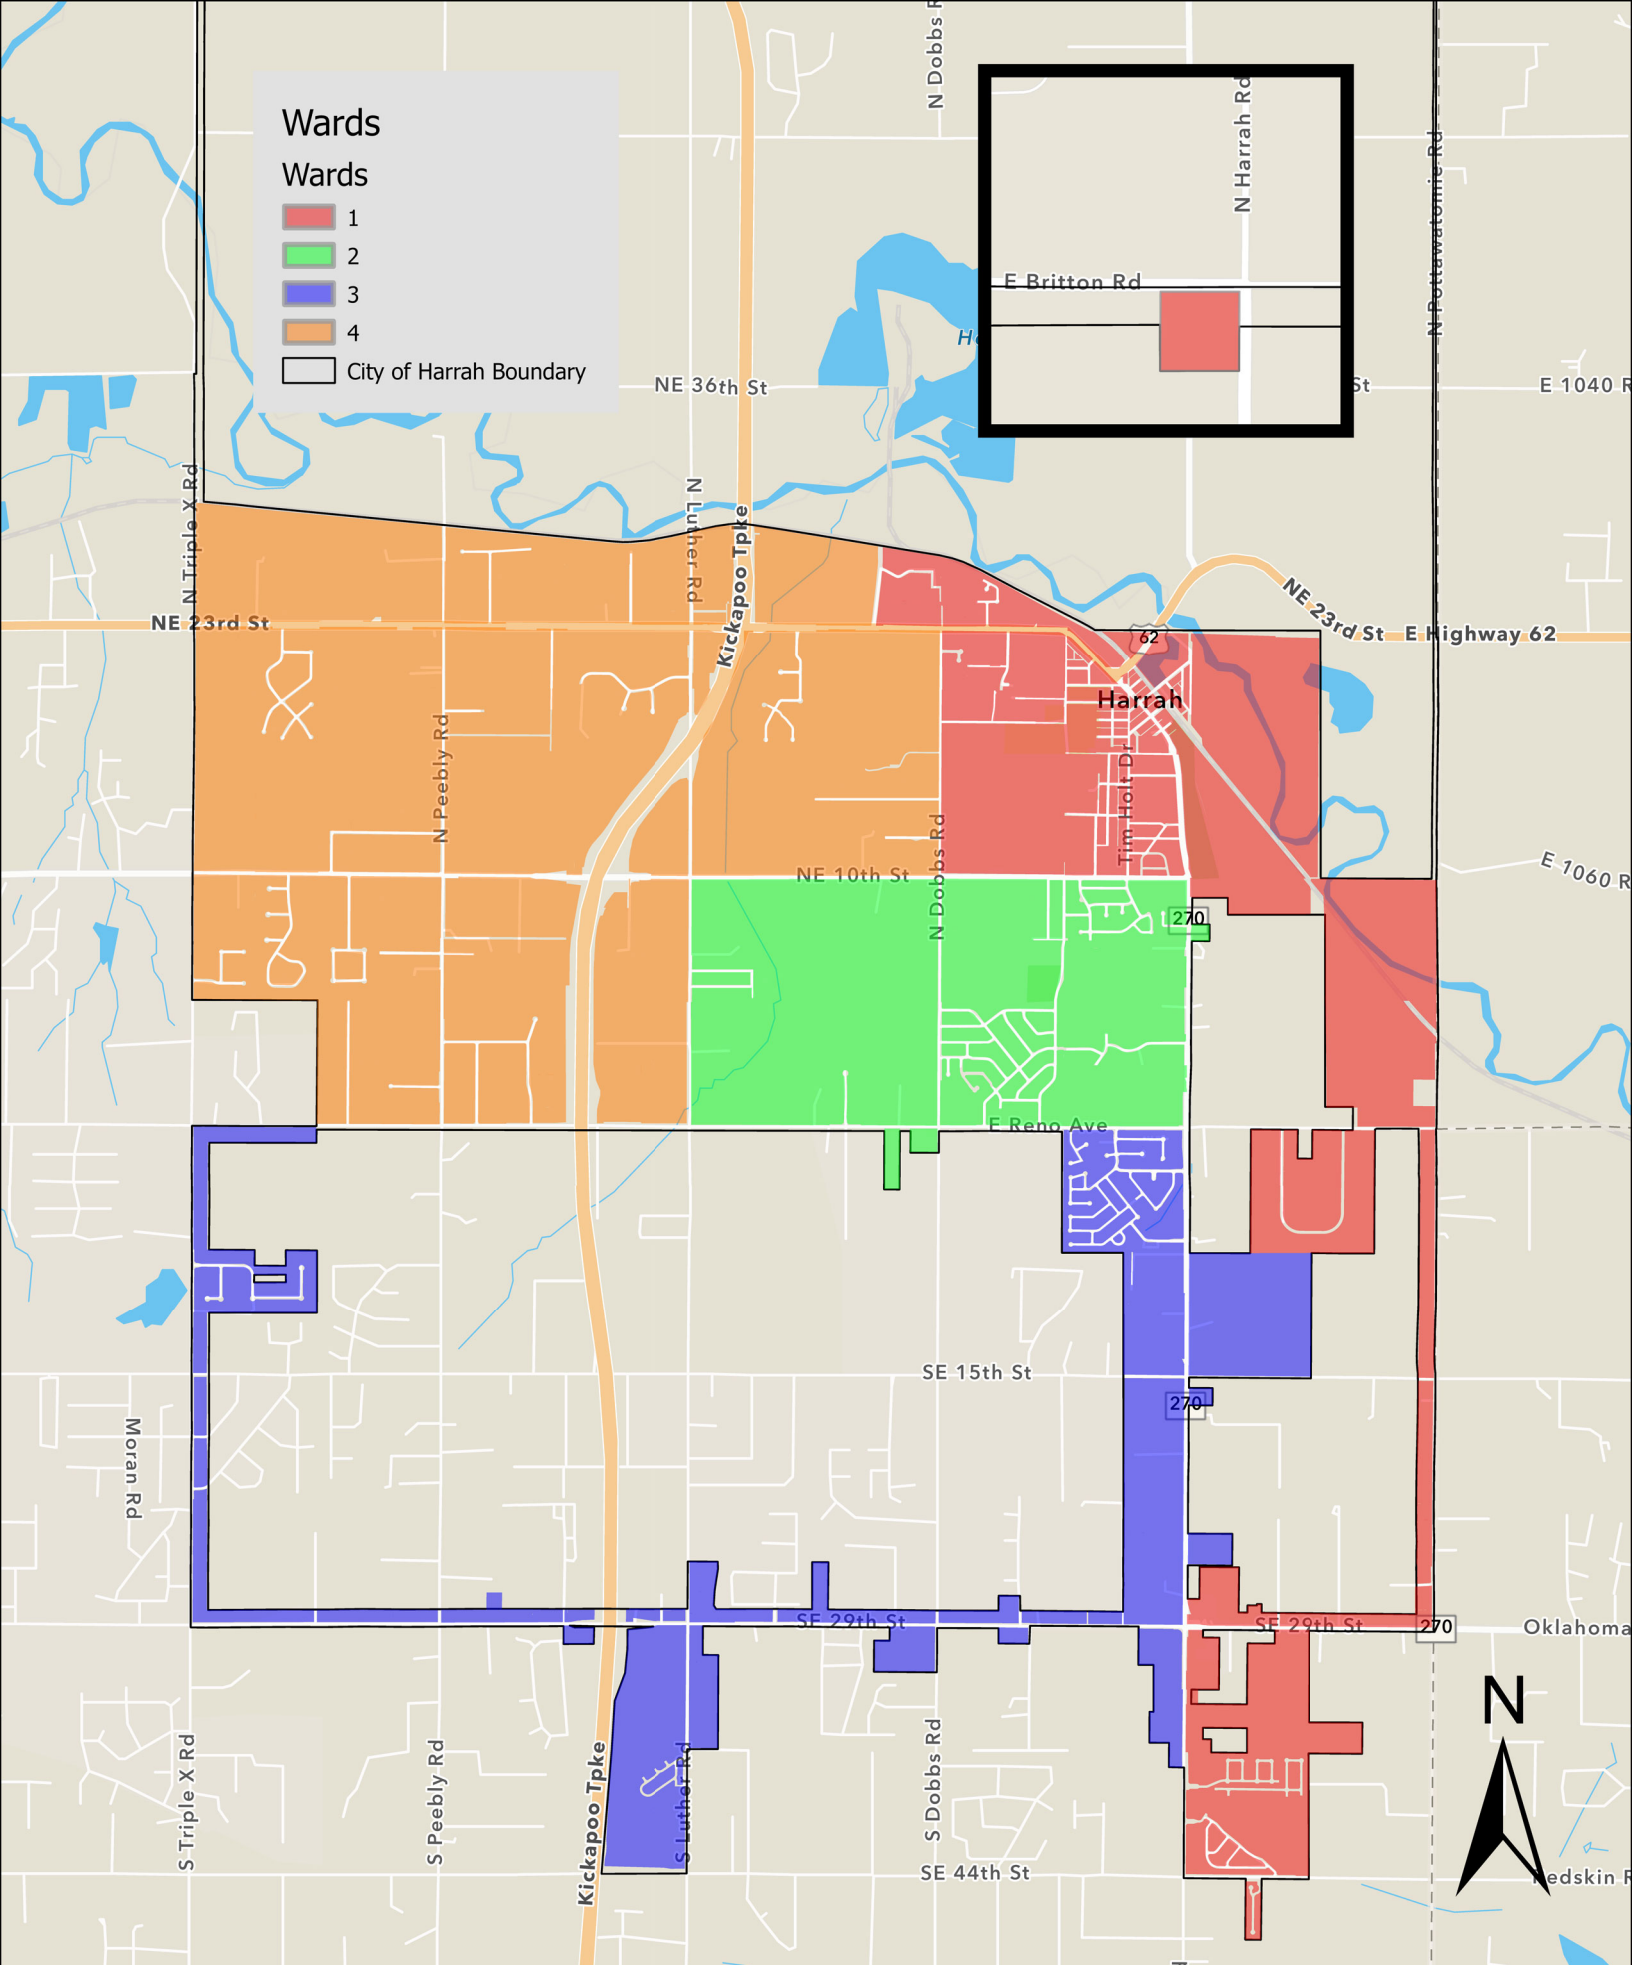 N Dobbs R
Wards
Wards
1
2
3
4
City of Harrah Boundary
N Harrah Rd
E Britton Rd
N Pottawatomie Rd
H
NE 36th St
St
E 1040 R
N Triple X Rd
N Luther Rd
Kickapoo Tpke
NE 23rd St
NE 23rd St
E Highway 62
62
Harrah
N Peebly Rd
Tim Holt Dr
N Dobbs Rd
NE 10th St
E 1060 R
270
E Reno Ave
SE 15th St
270
Moran Rd
SE 29th St
SE 29th St
270
Oklahoma
N
S Triple X Rd
S Peebly Rd
Kickapoo Tpke
S Luther Rd
S Dobbs Rd
SE 44th St
edskin R